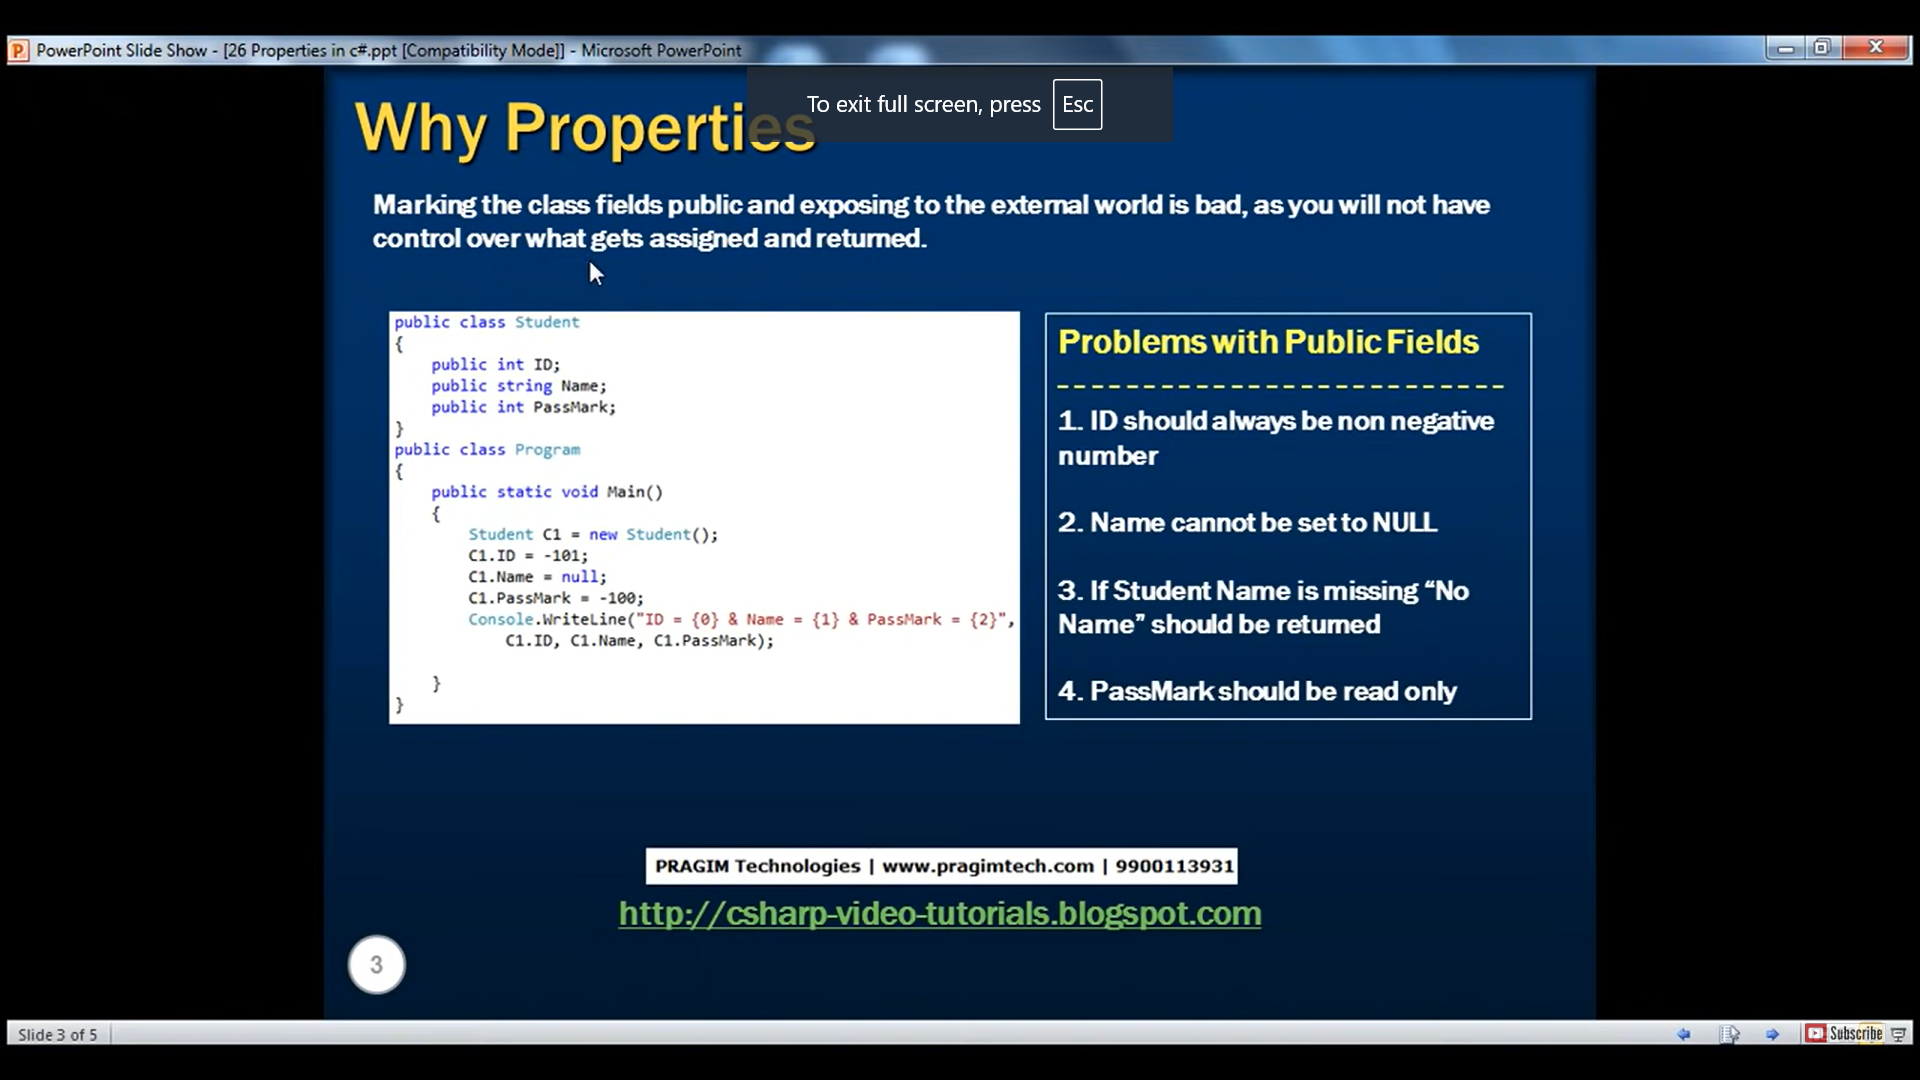 PowerPoint Slide Show - [26 Properties in c#.ppt [Compatibility Mode]] - Microsoft PowerPoint
To exit full screen, press Esc
Why Properties
Marking the class fields public and exposing to the external world is bad, as you will not have
control over what gets assigned and returned.
public class Student
{
    public int ID;
    public string Name;
    public int PassMark;
}
public class Program
{
    public static void Main()
    {
        Student C1 = new Student();
        C1.ID = -101;
        C1.Name = null;
        C1.PassMark = -100;
        Console.WriteLine("ID = {0} & Name = {1} & PassMark = {2}",
            C1.ID, C1.Name, C1.PassMark);
    }
}
Problems with Public Fields
--------------------------
1. ID should always be non negative
number
2. Name cannot be set to NULL
3. If Student Name is missing “No
Name” should be returned
4. PassMark should be read only
PRAGIM Technologies | www.pragimtech.com | 9900113931
http://csharp-video-tutorials.blogspot.com
3
Slide 3 of 5
Subscribe